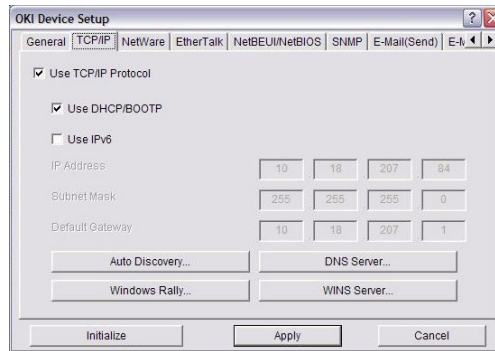 OKI Device Setup
General TCP/IP NetWare EtherTalk NetBEUI/NetBIOS SNMP E-Mail(Send)
Use TCP/IP Protocol
Use DHCP/BOOTP
Use IPv6
IP Address 10 18 207 84
Subnet Mask 255 255 255 0
Default Gateway 10 18 207 1
Auto Discovery... DNS Server...
Windows Rally... WINS Server...
Initialize Apply Cancel